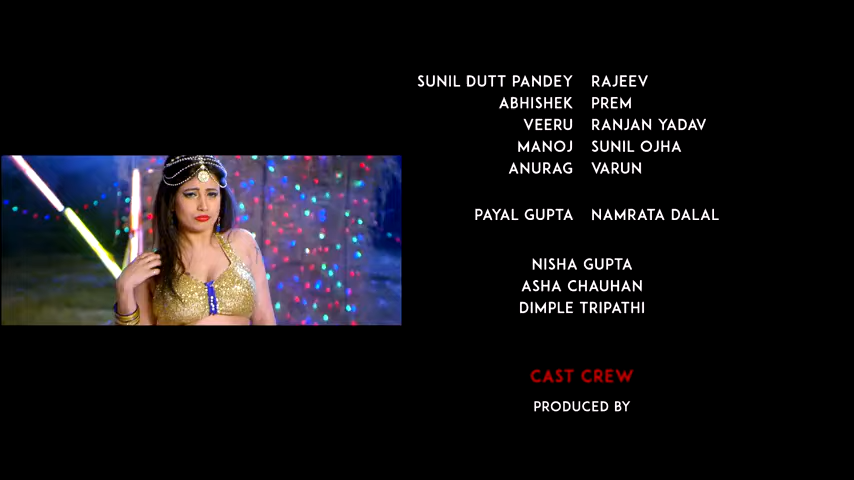 SUNIL DUTT PANDEY RAJEEV
ABHISHEK PREM
VEERU RANJAN YADAV
MANOJ SUNIL OJHA
ANURAG VARUN
PAYAL GUPTA NAMRATA DALAL
NISHA GUPTA
ASHA CHAUHAN
DIMPLE TRIPATHI
CAST CREW
PRODUCED BY